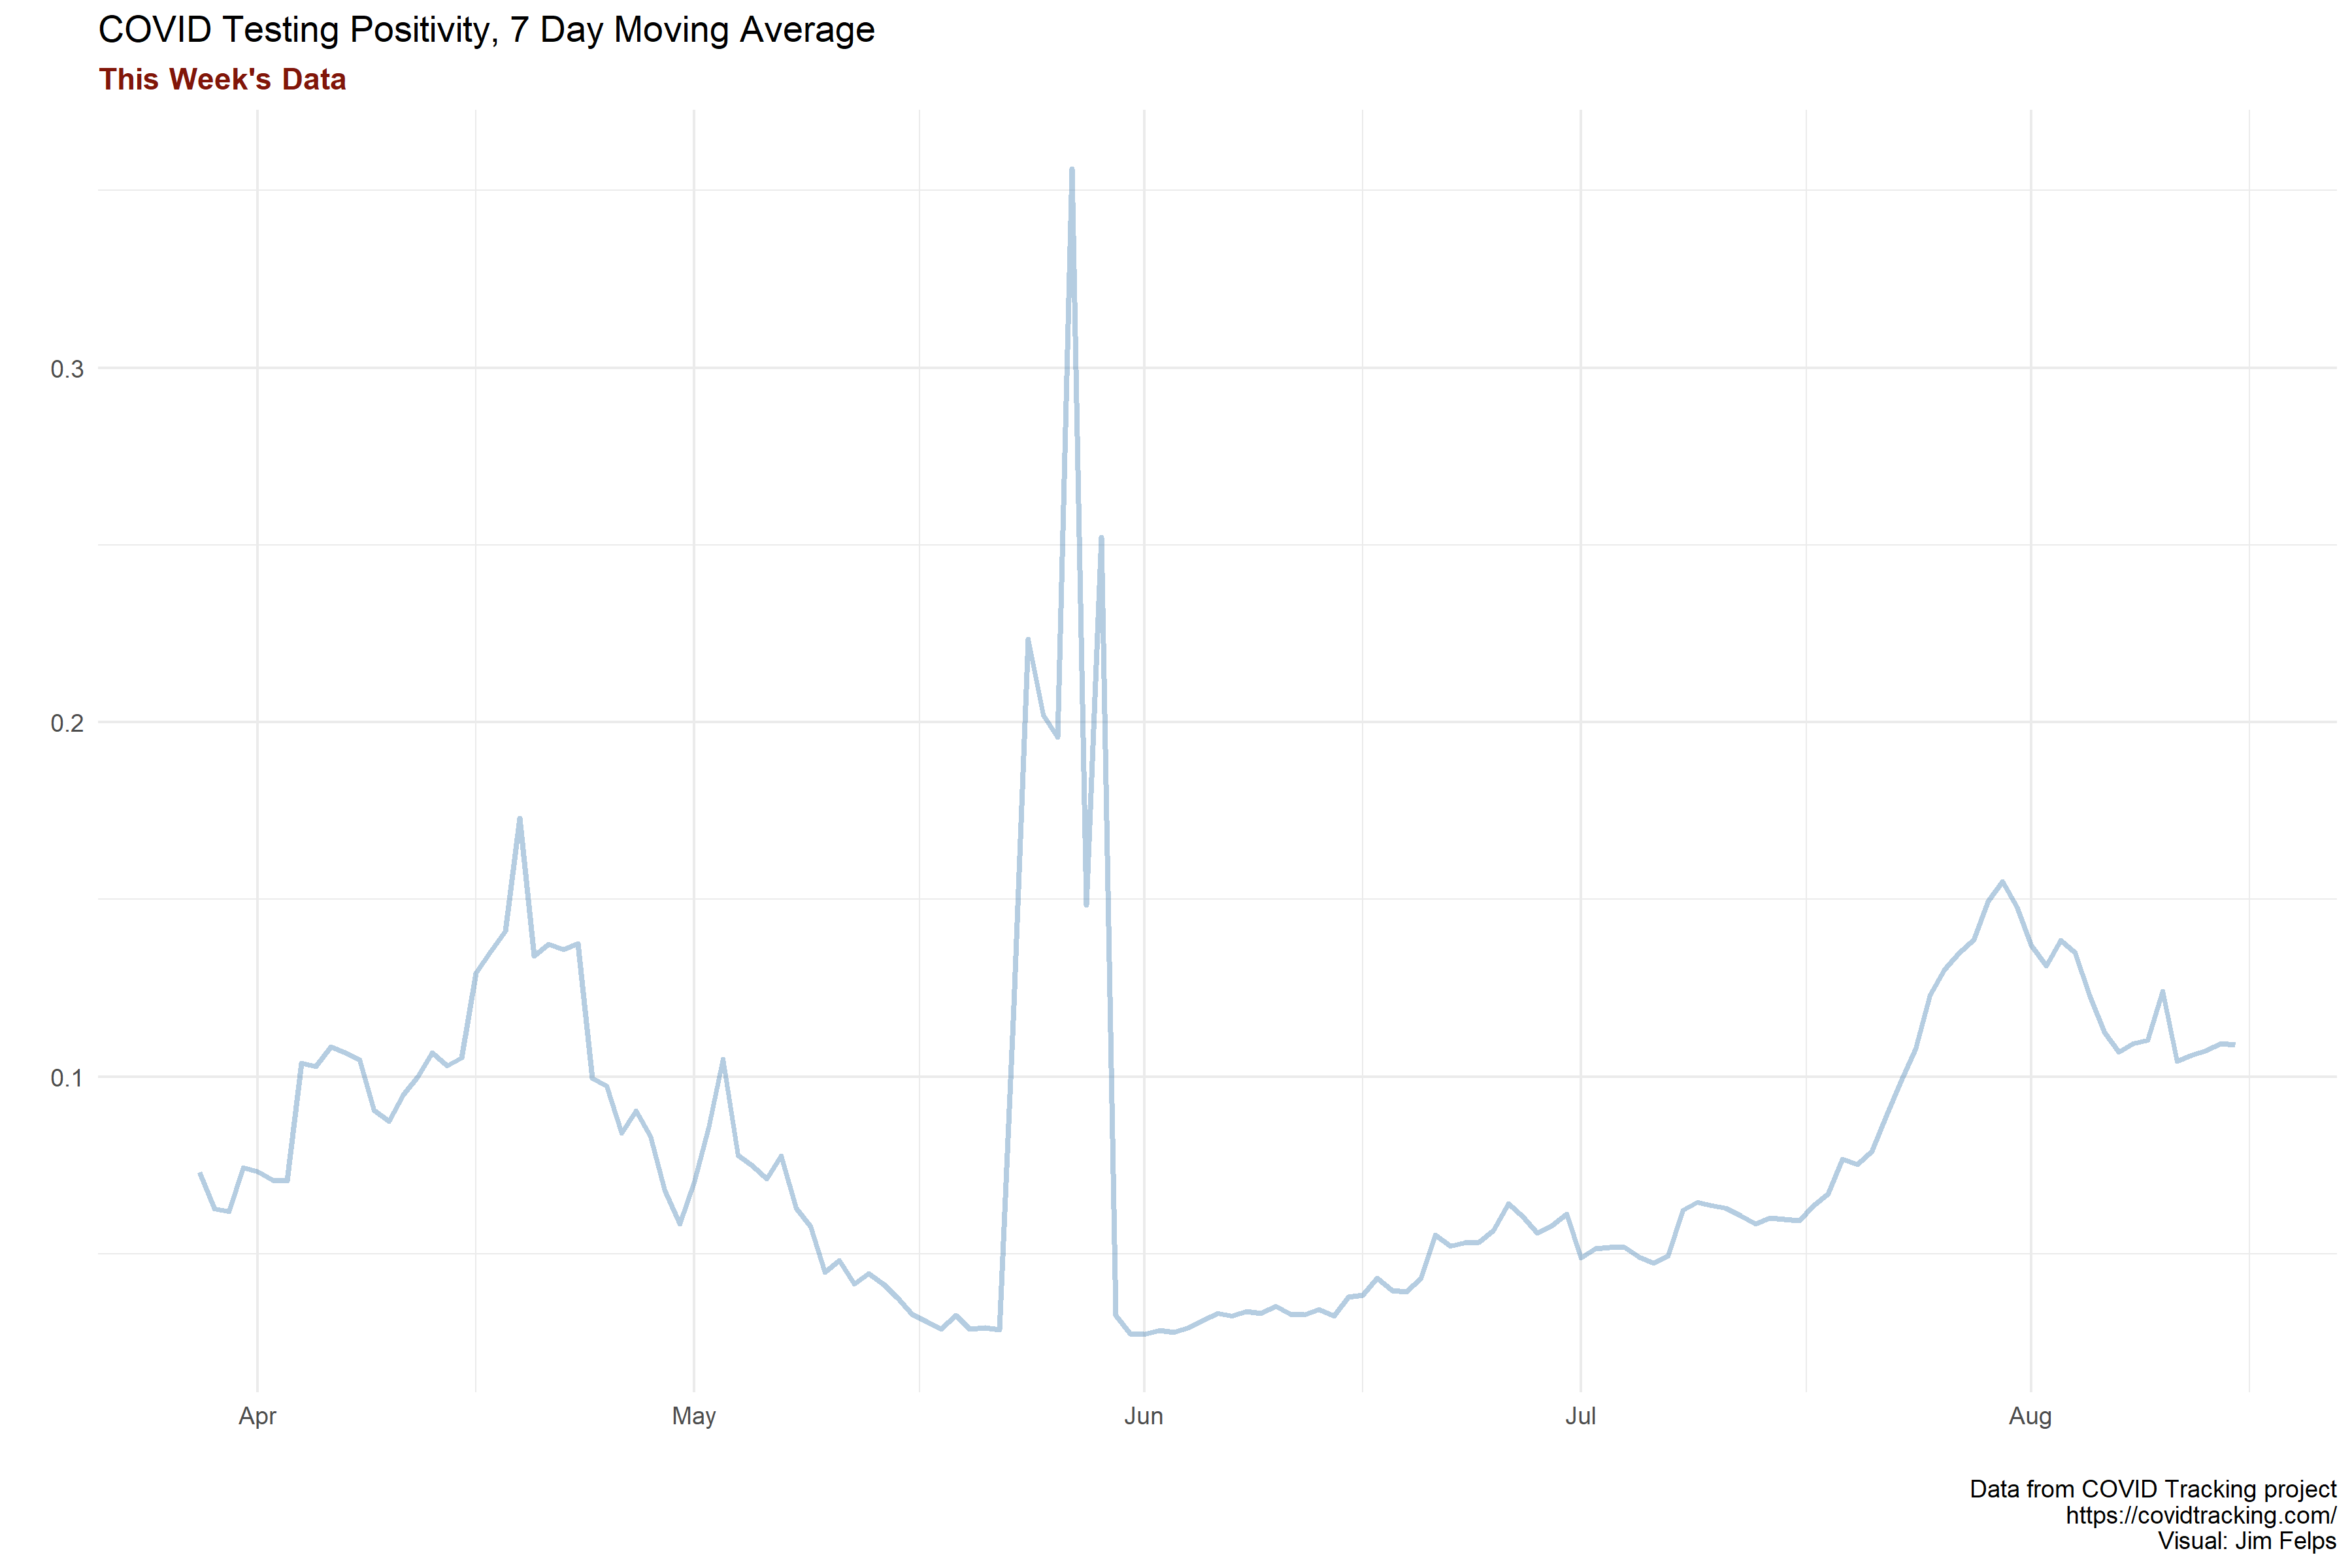 COVID Testing Positivity, 7 Day Moving Average
This Week's Data
0.3
0.2
0.1
Apr
May
Jun
Jul
Aug
Data from COVID Tracking project
https://covidtracking.com/
Visual: Jim Felps